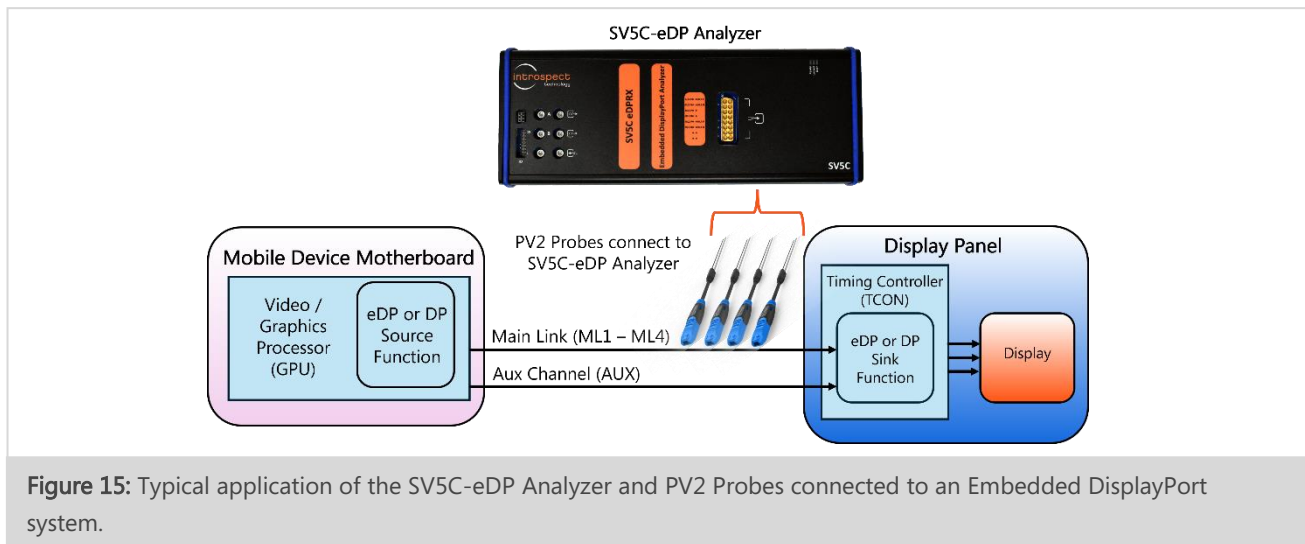 SV5C-eDP Analyzer
introspect
technology
SV5C eDPRX
Embedded DisplayPort Analyzer
SV5C
PV2 Probes connect to
SV5C-eDP Analyzer
Mobile Device Motherboard
Video /
Graphics
Processor
(GPU)
eDP or DP
Source
Function
Main Link (ML1 – ML4)
Aux Channel (AUX)
Display Panel
Timing Controller
(TCON)
eDP or DP
Sink
Function
Display
Figure 15: Typical application of the SV5C-eDP Analyzer and PV2 Probes connected to an Embedded DisplayPort
system.